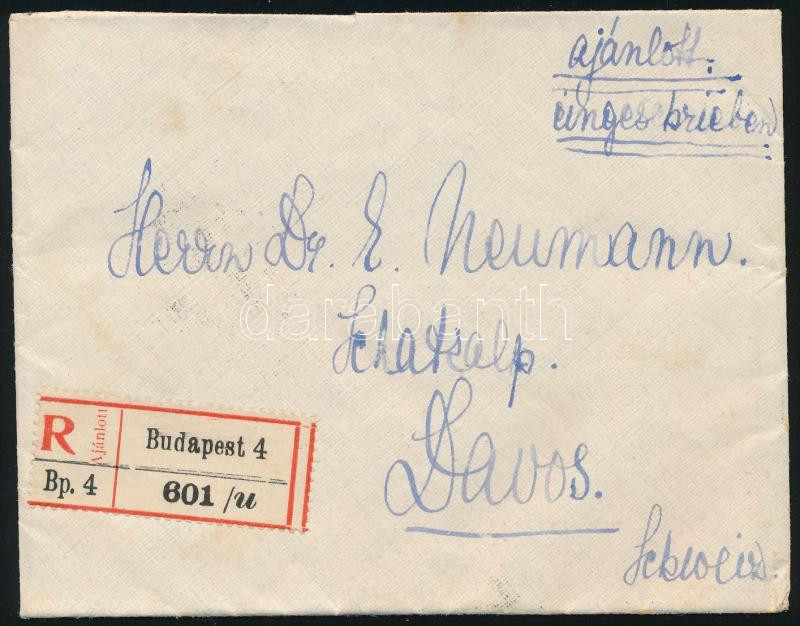 ajánlott.
eingeschrieben
Herrn Dr. E. Neumann.
darabanth
Schatzalp.
Davos.
R Ajánlott Budapest 4
Bp. 4 601/u
Schweiz.